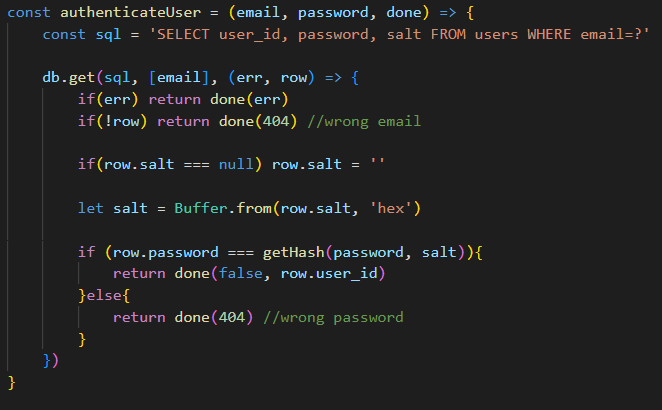 const authenticateUser = (email, password, done) => {
    const sql = 'SELECT user_id, password, salt FROM users WHERE email=?'

    db.get(sql, [email], (err, row) => {
        if(err) return done(err)
        if(!row) return done(404) //wrong email

        if(row.salt === null) row.salt = ''

        let salt = Buffer.from(row.salt, 'hex')

        if (row.password === getHash(password, salt)){
            return done(false, row.user_id)
        }else{
            return done(404) //wrong password
        }
    })
}